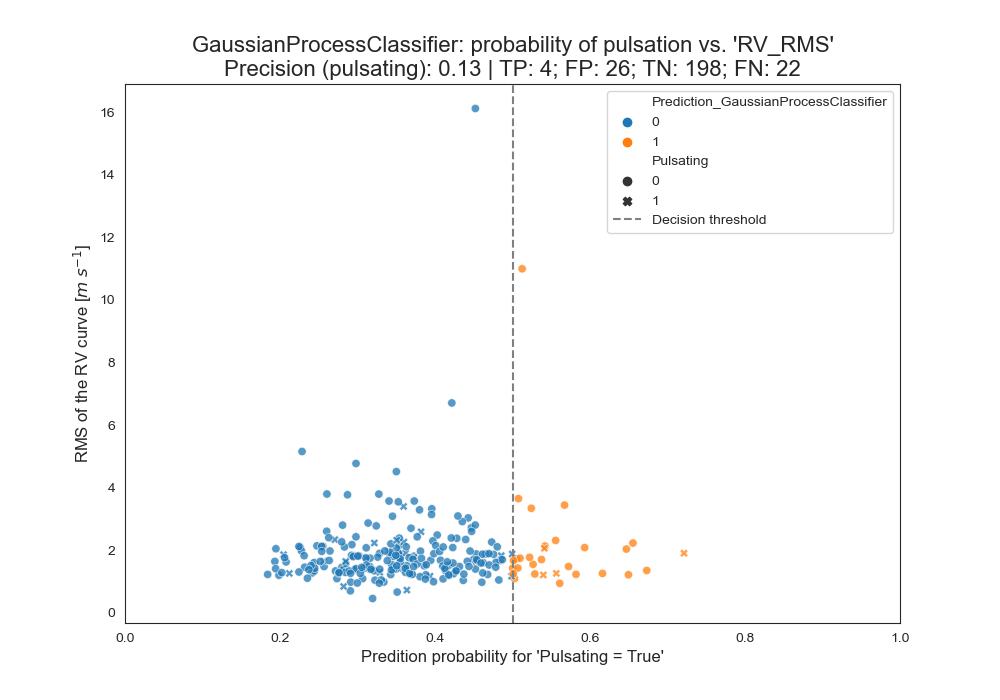 GaussianProcessClassifier: probability of pulsation vs. 'RV_RMS'
Precision (pulsating): 0.13 | TP: 4; FP: 26; TN: 198; FN: 22
Prediction_GaussianProcessClassifier
0
1
Pulsating
0
1
Decision threshold
RMS of the RV curve [m s⁻¹]
16
14
12
10
8
6
4
2
0
0.0 0.2 0.4 0.6 0.8 1.0
Predition probability for 'Pulsating = True'